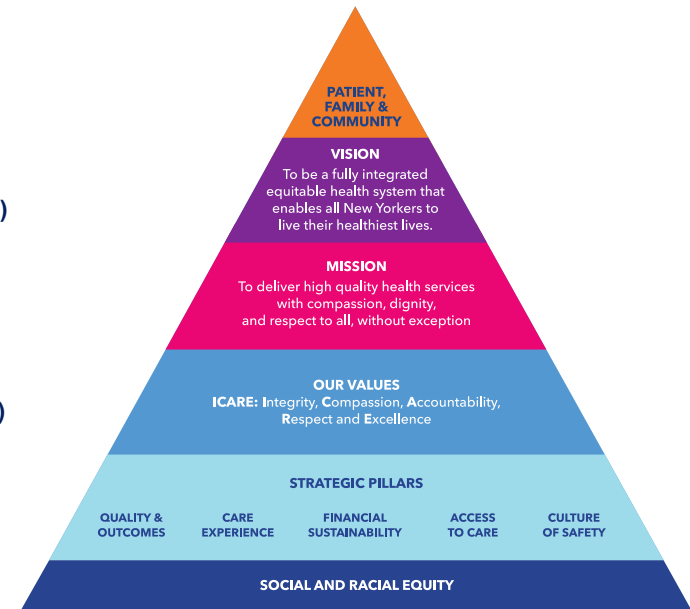 PATIENT,
FAMILY &
COMMUNITY
VISION
To be a fully integrated
equitable health system that
enables all New Yorkers to
live their healthiest lives.
)
MISSION
To deliver high quality health services
with compassion, dignity,
and respect to all, without exception
OUR VALUES
ICARE: Integrity, Compassion, Accountability,
Respect and Excellence
)
STRATEGIC PILLARS
QUALITY &
OUTCOMES
CARE
EXPERIENCE
FINANCIAL
SUSTAINABILITY
ACCESS
TO CARE
CULTURE
OF SAFETY
SOCIAL AND RACIAL EQUITY